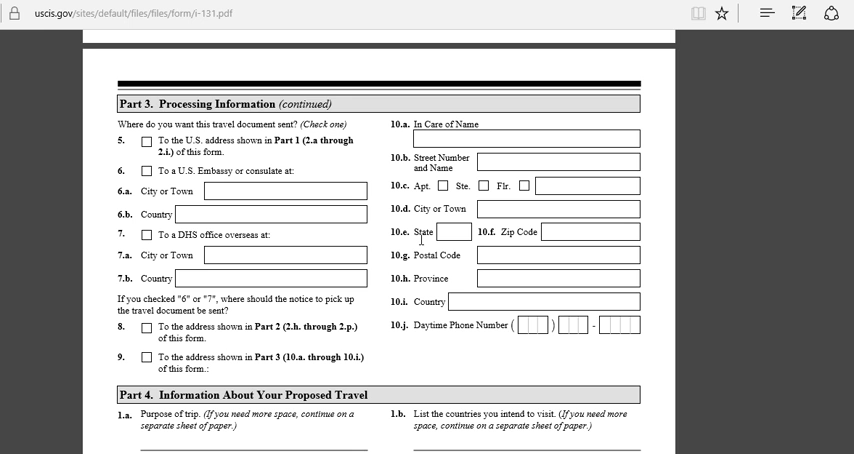 uscis.gov/sites/default/files/files/form/i-131.pdf
Part 3. Processing Information (continued)
Where do you want this travel document sent? (Check one)
5. To the U.S. address shown in Part 1 (2.a through
2.i.) of this form.
6. To a U.S. Embassy or consulate at:
6.a. City or Town
6.b. Country
7. To a DHS office overseas at:
7.a. City or Town
7.b. Country
If you checked "6" or "7", where should the notice to pick up
the travel document be sent?
8. To the address shown in Part 2 (2.h. through 2.p.)
of this form.
9. To the address shown in Part 3 (10.a. through 10.i.)
of this form.:
10.a. In Care of Name
10.b. Street Number
and Name
10.c. Apt. Ste. Flr.
10.d. City or Town
10.e. State 10.f. Zip Code
10.g. Postal Code
10.h. Province
10.i. Country
10.j. Daytime Phone Number ( ) -
Part 4. Information About Your Proposed Travel
1.a. Purpose of trip. (If you need more space, continue on a
separate sheet of paper.)
1.b. List the countries you intend to visit. (If you need more
space, continue on a separate sheet of paper.)